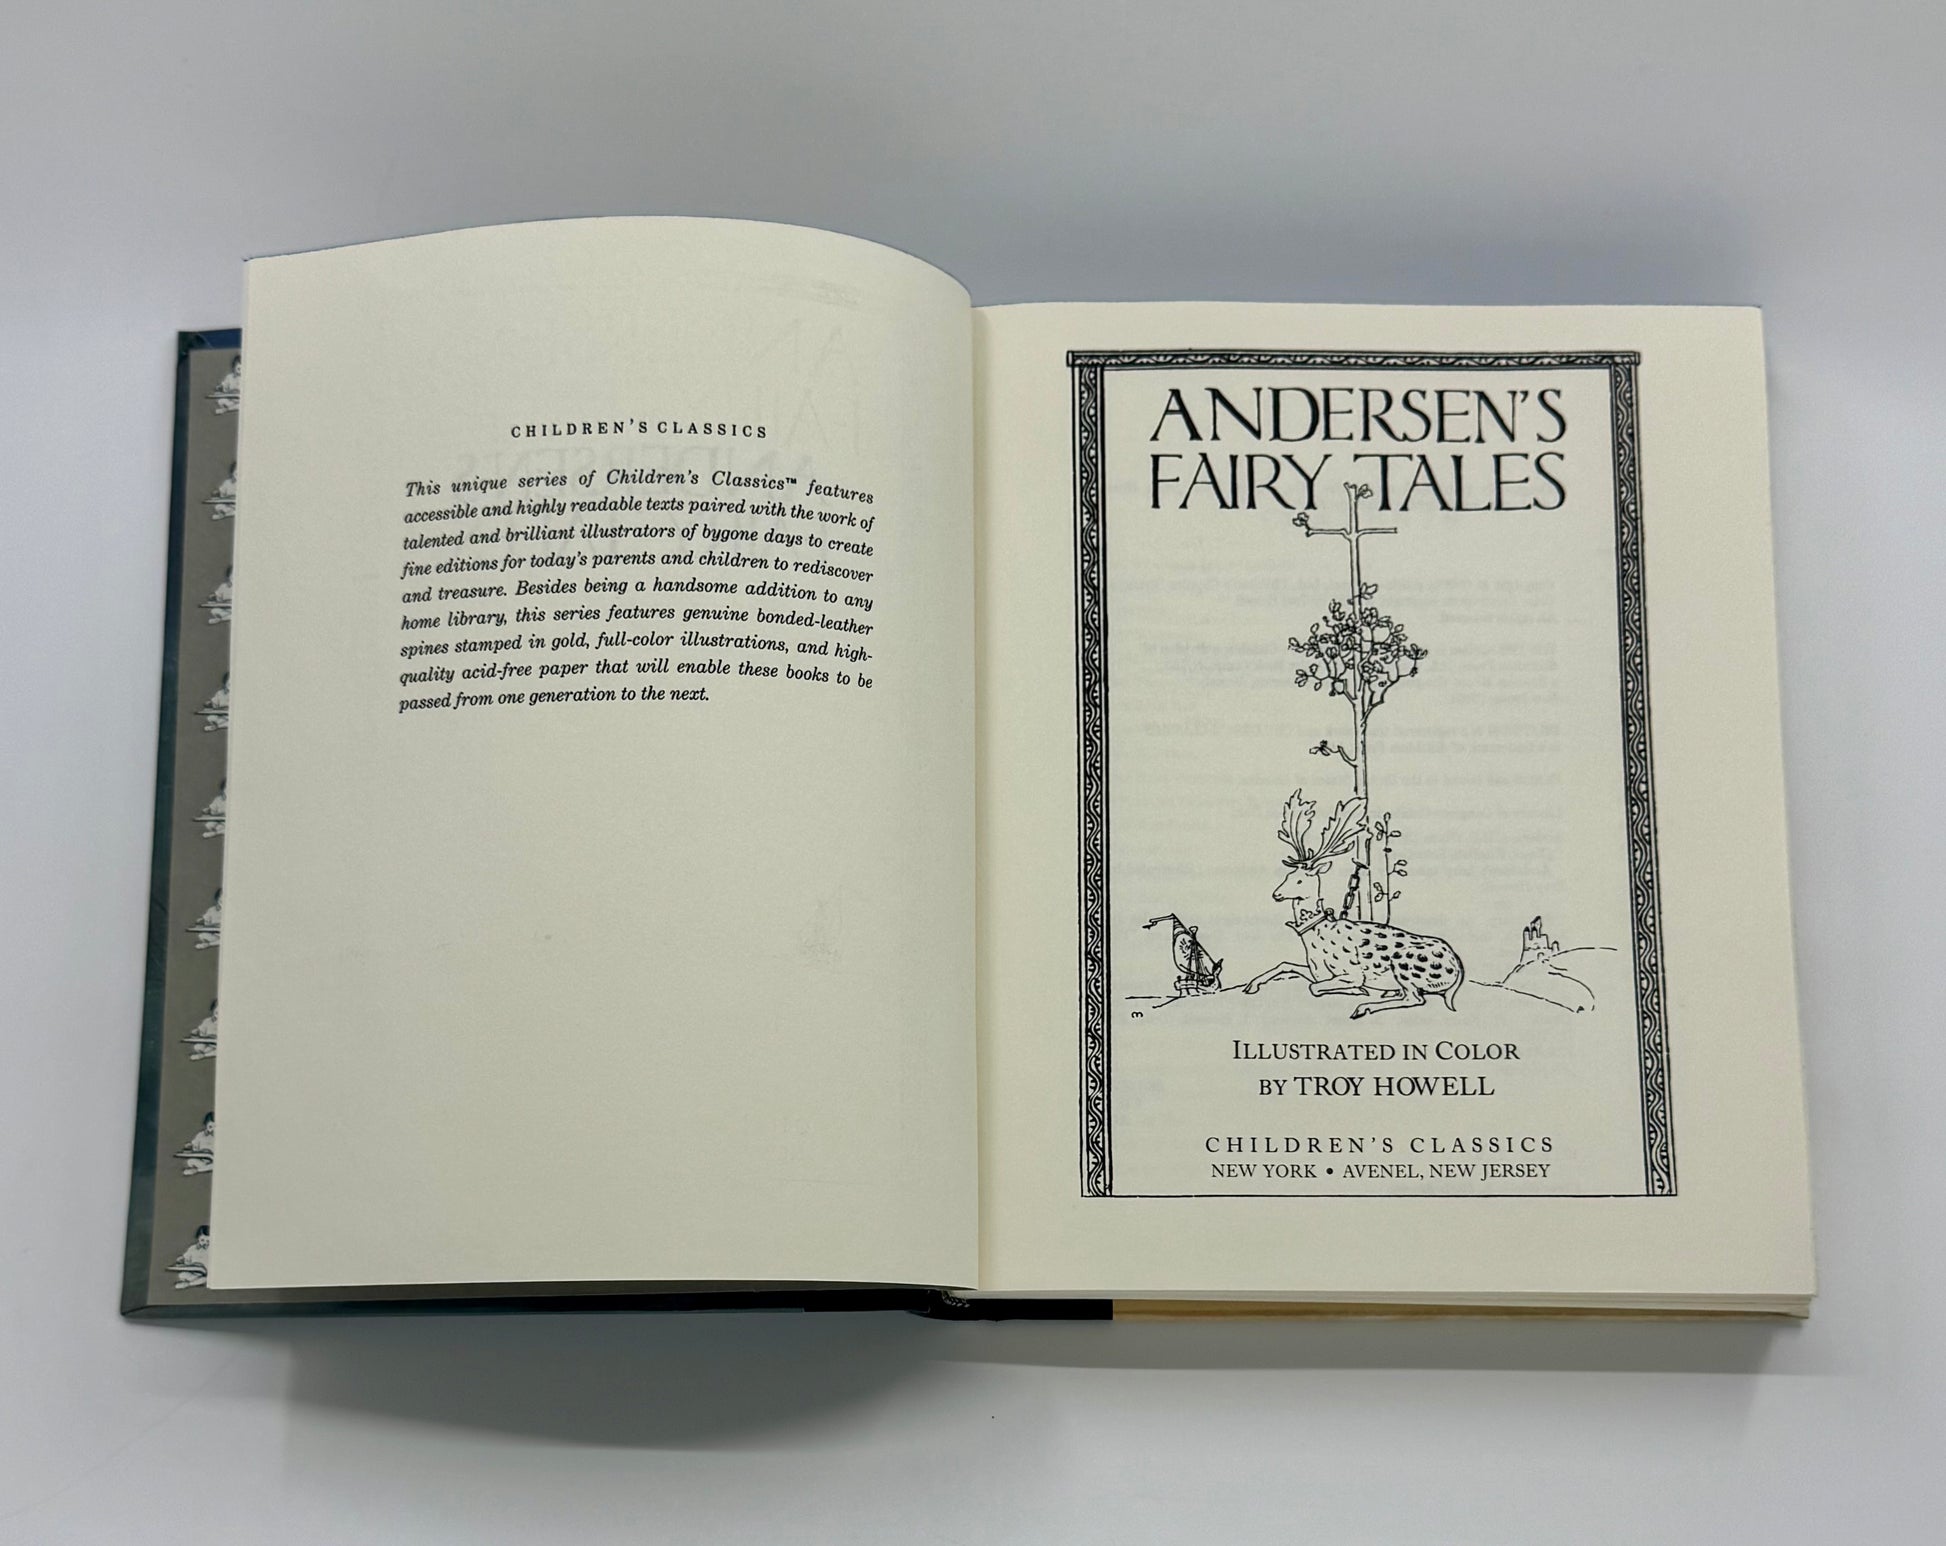 CHILDREN'S CLASSICS
This unique series of Children's Classics™ features
accessible and highly readable texts paired with the work of
talented and brilliant illustrators of bygone days to create
fine editions for today's parents and children to rediscover
and treasure. Besides being a handsome addition to any
home library, this series features genuine bonded-leather
spines stamped in gold, full-color illustrations, and high-
quality acid-free paper that will enable these books to be
passed from one generation to the next.
ANDERSEN'S
FAIRY TALES
ILLUSTRATED IN COLOR
BY TROY HOWELL
CHILDREN'S CLASSICS
NEW YORK • AVENEL, NEW JERSEY